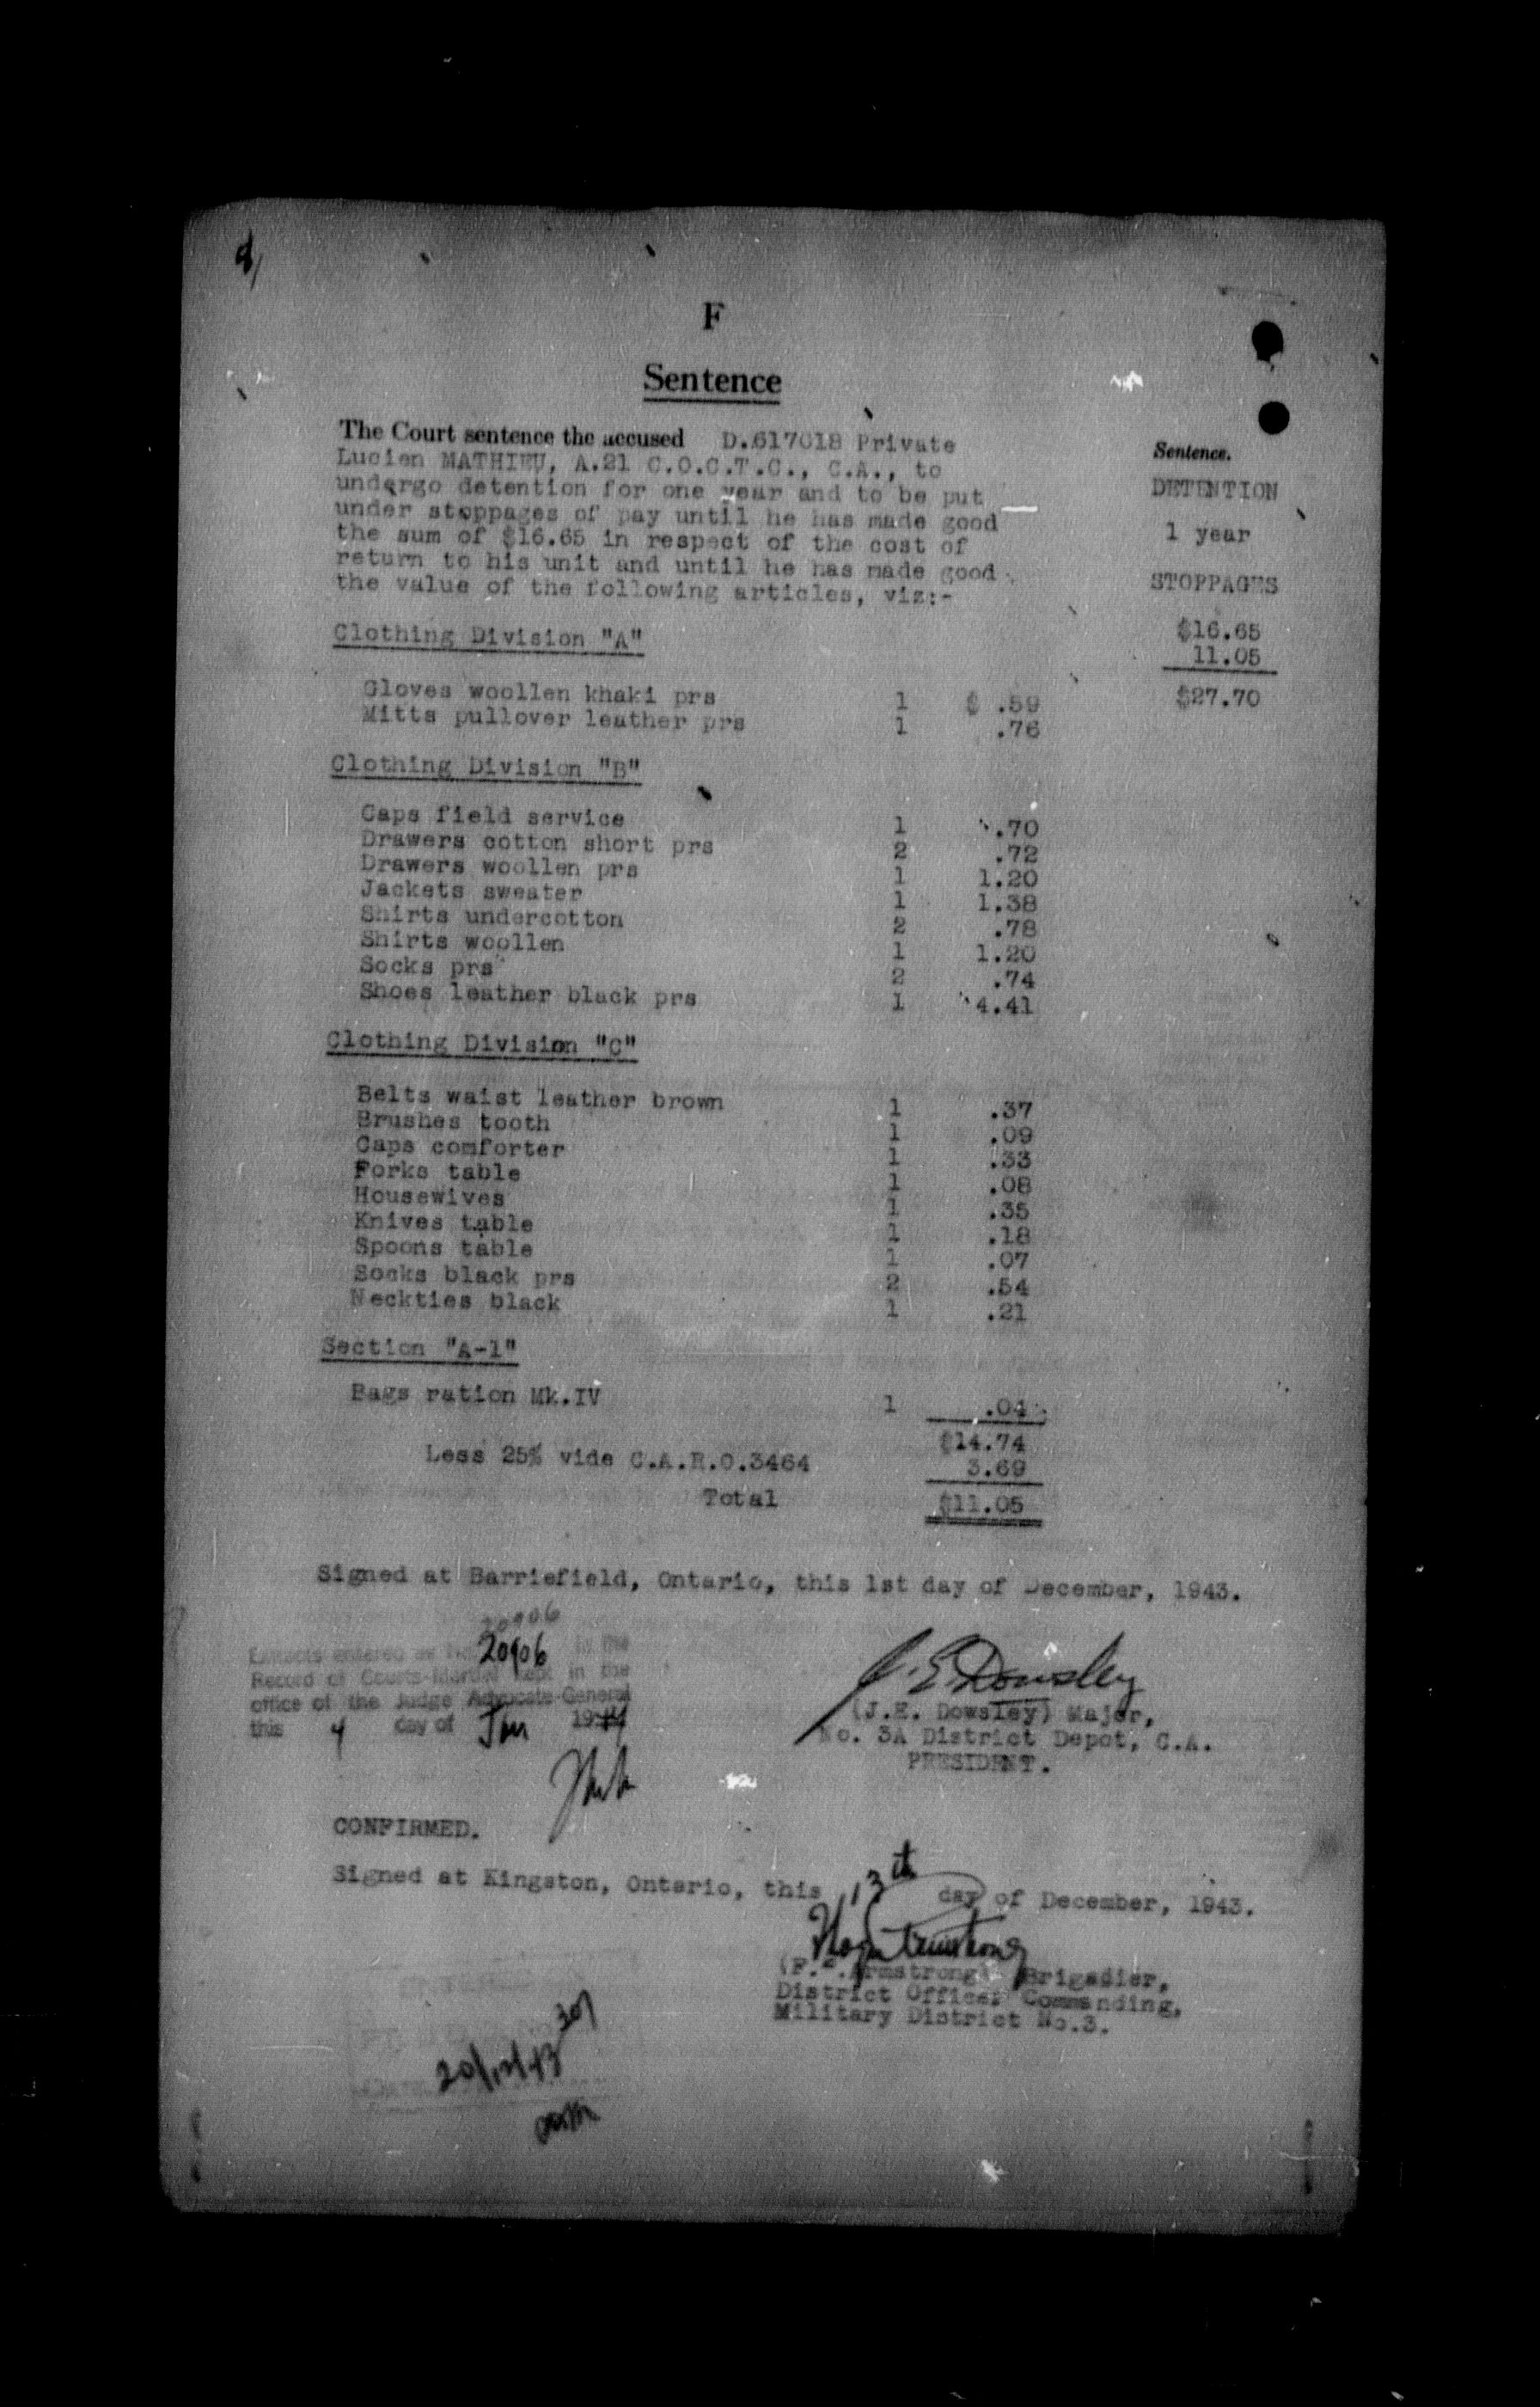 F
Sentence
The Court sentence the accused D.617018 Private
Lucien MATHIEU, A.21 C.O.C.T.C., C.A., to
undergo detention for one year and to be put
under stoppages of pay until he has made good
the sum of $16.65 in respect of the cost of
return to his unit and until he has made good
the value of the following articles, viz:-
Sentence.
DETENTION
1 year
STOPPAGES
$16.65
11.05
$27.70
Clothing Division "A"
Gloves woollen khaki prs 1 $ .59
Mitts pullover leather prs 1 .76
Clothing Division "B"
Caps field service 1 .70
Drawers cotton short prs 2 .72
Drawers woollen prs 1 1.20
Jackets sweater 1 1.38
Shirts undercotton 2 .78
Shirts woollen 1 1.20
Socks prs 2 .74
Shoes leather black prs 1 4.41
Clothing Division "C"
Belts waist leather brown 1 .37
Brushes tooth 1 .09
Caps comforter 1 .33
Forks table 1 .08
Housewives 1 .35
Knives table 1 .18
Spoons table 1 .07
Socks black prs 2 .54
Neckties black 1 .21
Section "A-1"
Bags ration Mk.IV 1 .04
$14.74
Less 25% vide C.A.R.O.3464 3.69
Total $11.05
Signed at Barriefield, Ontario, this 1st day of December, 1943.
20906
Extracts entered as No. 20906 in the
Record of Courts-Martial kept in the
office of the Judge Advocate-General
this 4 day of Jan 1944
J.E. Dowsley
(J.E. Dowsley) Major,
No. 3A District Depot, C.A.
PRESIDENT.
CONFIRMED.
Signed at Kingston, Ontario, this 13th day of December, 1943.
Armstrong
Armstrong) Brigadier,
District Officer Commanding,
Military District No.3.
307
20/12/43